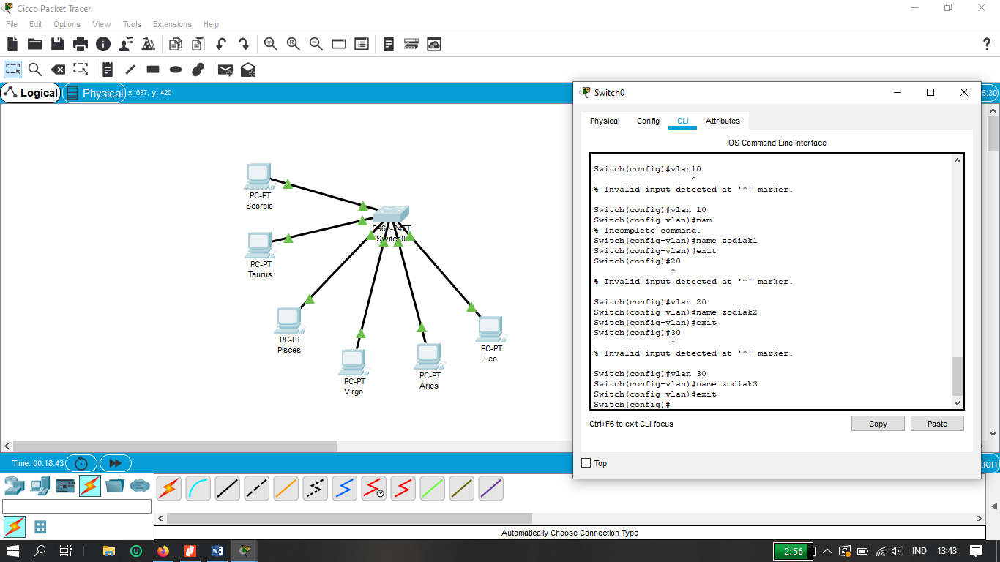 Cisco Packet Tracer
File Edit Options View Tools Extensions Help
Logical
Physical
x: 637, y: 420
5:30
PC-PT
Scorpio
PC-PT
Taurus
PC-PT
Pisces
PC-PT
Virgo
PC-PT
Aries
PC-PT
Leo
2960-24TT
Switch0
Switch0
Physical Config CLI Attributes
IOS Command Line Interface
Switch(config)#vlan10
^
% Invalid input detected at '^' marker.
Switch(config)#vlan 10
Switch(config-vlan)#nam
% Incomplete command.
Switch(config-vlan)#name zodiak1
Switch(config-vlan)#exit
Switch(config)#20
^
% Invalid input detected at '^' marker.
Switch(config)#vlan 20
Switch(config-vlan)#name zodiak2
Switch(config-vlan)#exit
Switch(config)#30
^
% Invalid input detected at '^' marker.
Switch(config)#vlan 30
Switch(config-vlan)#name zodiak3
Switch(config-vlan)#exit
Switch(config)#
Ctrl+F6 to exit CLI focus
Copy
Paste
Top
Time: 00:18:43
tion
Automatically Choose Connection Type
2:56
IND
13:43